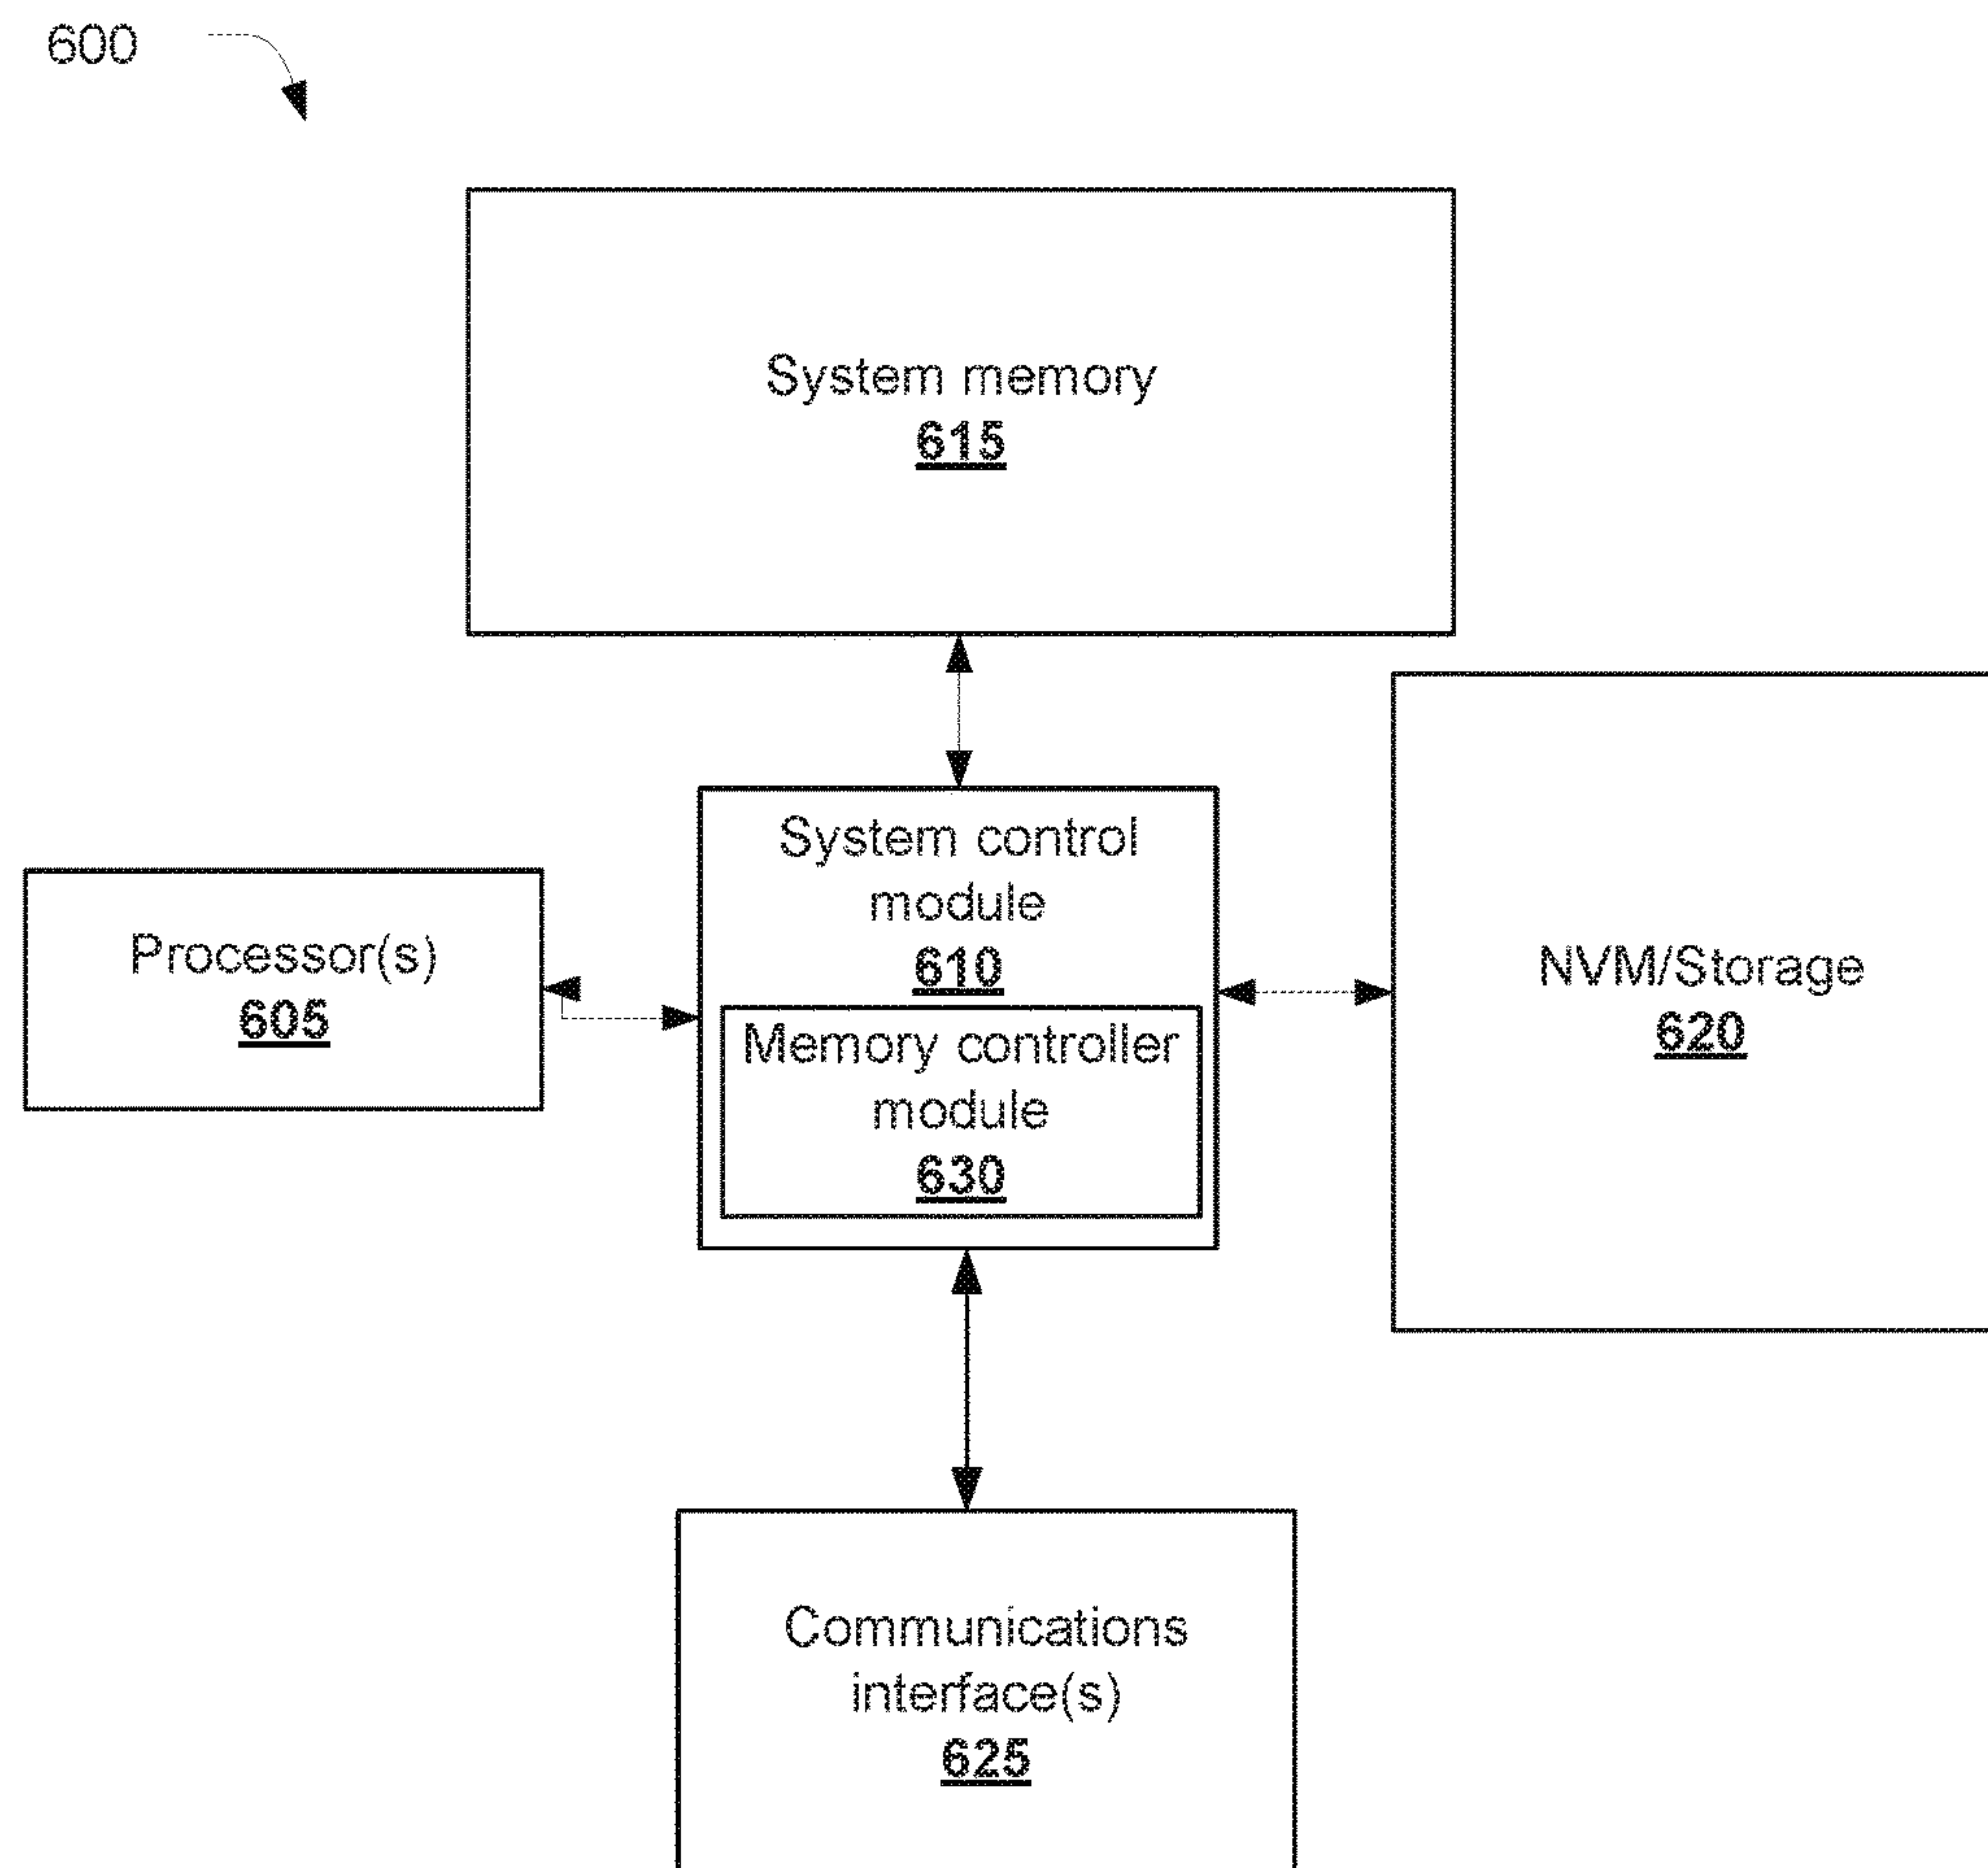 600
System memory
615
System control
module
610
Processor(s)
605
Memory controller
module
630
NVM/Storage
620
Communications
interface(s)
625